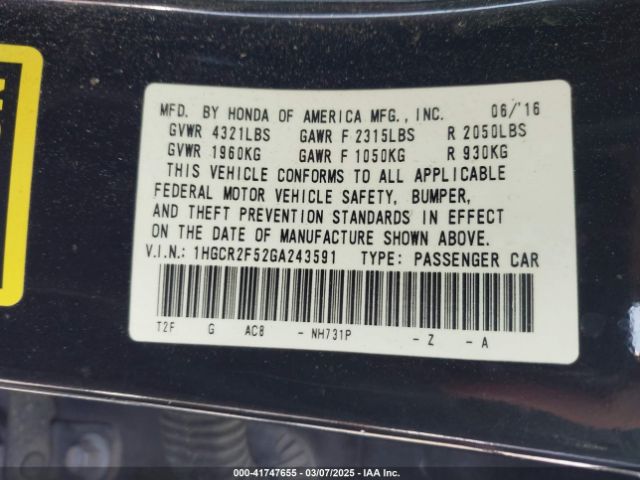 MFD. BY HONDA OF AMERICA MFG., INC. 06/'16
GVWR 4321LBS GAWR F 2315LBS R 2050LBS
GVWR 1960KG GAWR F 1050KG R 930KG
THIS VEHICLE CONFORMS TO ALL APPLICABLE
FEDERAL MOTOR VEHICLE SAFETY, BUMPER,
AND THEFT PREVENTION STANDARDS IN EFFECT
ON THE DATE OF MANUFACTURE SHOWN ABOVE.
V.I.N.: 1HGCR2F52GA243591 TYPE: PASSENGER CAR
T2F G AC8 - NH731P - Z - A
000-41747655 | 03/07/2025 | IAA Inc.